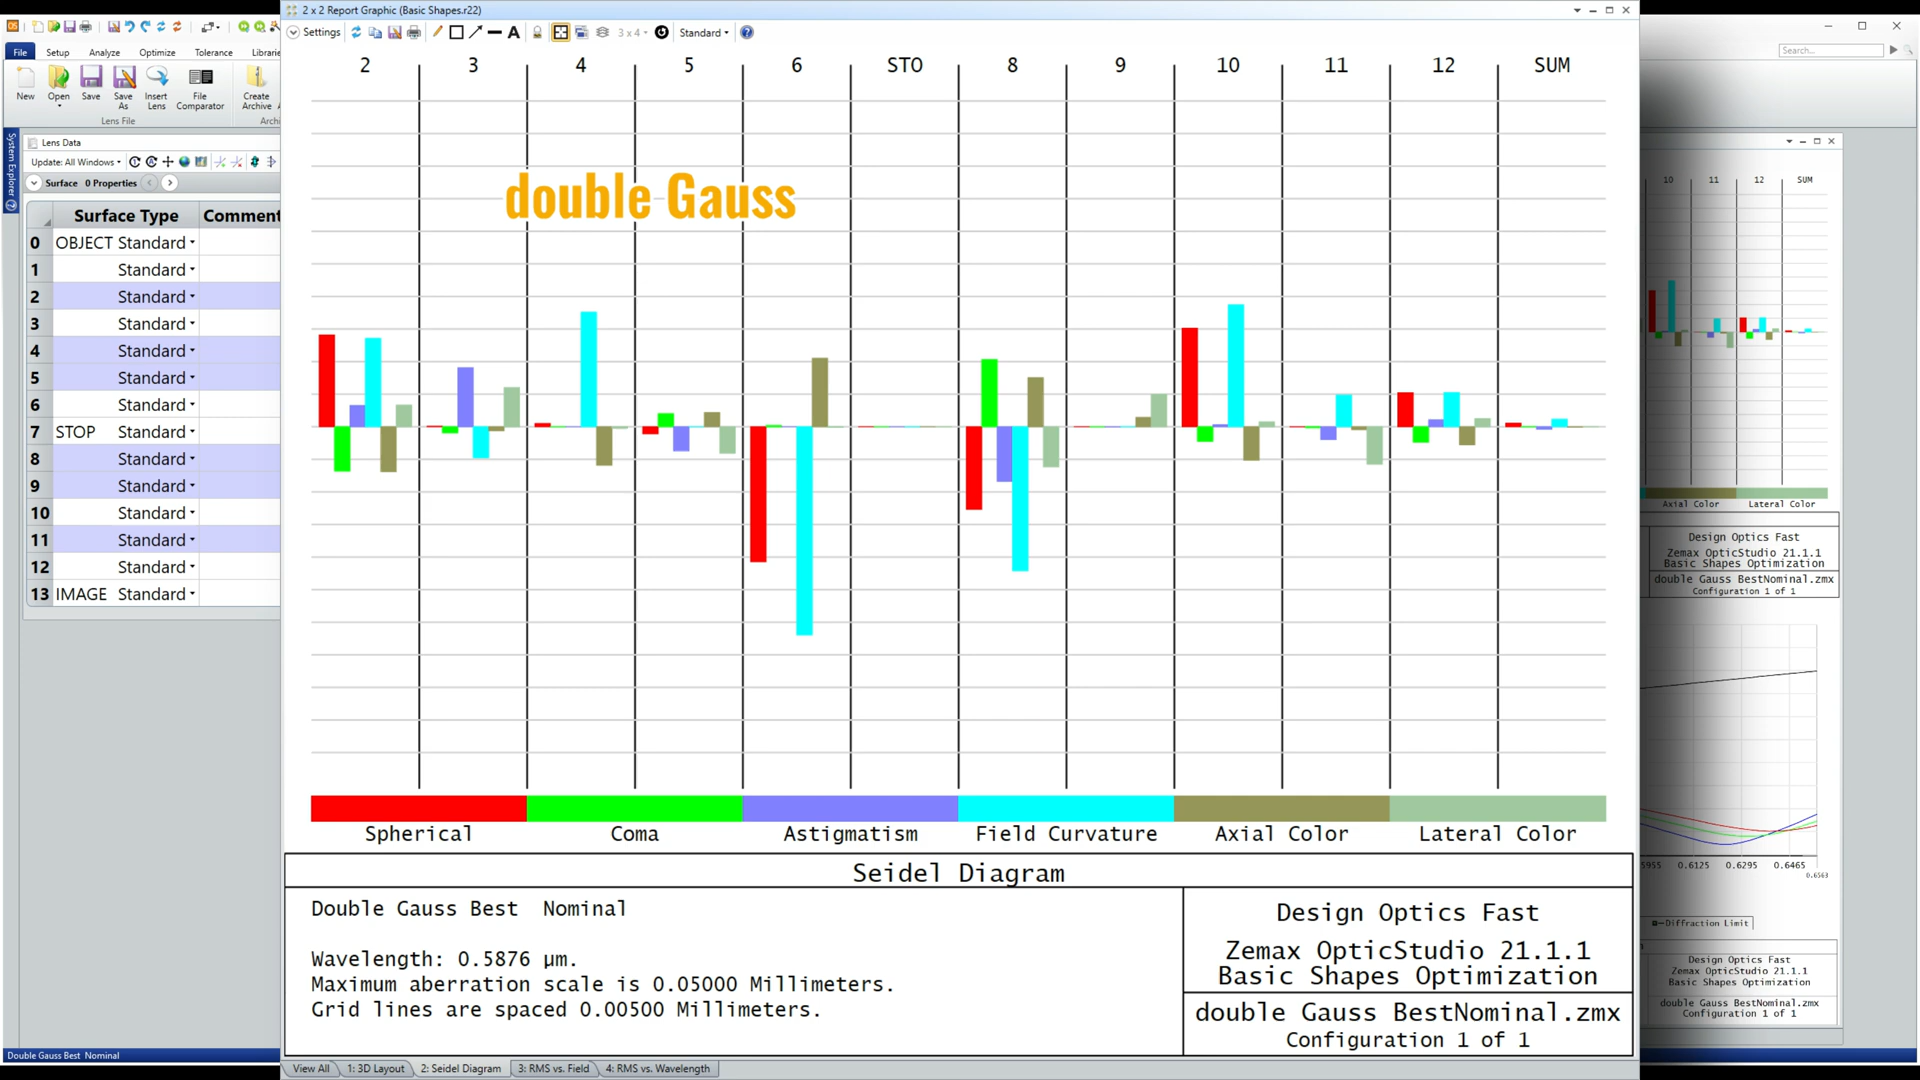 2 x 2 Report Graphic (Basic Shapes.r22)
Settings
3 x 4
Standard
File Setup Analyze Optimize Tolerance Librarie
Search...
New Open Save Save As Insert Lens File Comparator Create Archive
Lens File Archi
System Explorer
Lens Data
Update: All Windows
Surface 0 Properties
Surface Type Comment
0 OBJECT Standard
1 Standard
2 Standard
3 Standard
4 Standard
5 Standard
6 Standard
7 STOP Standard
8 Standard
9 Standard
10 Standard
11 Standard
12 Standard
13 IMAGE Standard
Double Gauss Best Nominal
2 3 4 5 6 STO 8 9 10 11 12 SUM
double Gauss
Spherical Coma Astigmatism Field Curvature Axial Color Lateral Color
Seidel Diagram
Double Gauss Best Nominal
Wavelength: 0.5876 µm.
Maximum aberration scale is 0.05000 Millimeters.
Grid lines are spaced 0.00500 Millimeters.
Design Optics Fast
Zemax OpticStudio 21.1.1
Basic Shapes Optimization
double Gauss BestNominal.zmx
Configuration 1 of 1
View All 1: 3D Layout 2: Seidel Diagram 3: RMS vs. Field 4: RMS vs. Wavelength
10 11 12 SUM
Axial Color Lateral Color
Design Optics Fast
Zemax OpticStudio 21.1.1
Basic Shapes Optimization
double Gauss BestNominal.zmx
Configuration 1 of 1
5955 0.6125 0.6295 0.6465
0.6563
Diffraction Limit
Design Optics Fast
Zemax OpticStudio 21.1.1
Basic Shapes Optimization
double Gauss BestNominal.zmx
Configuration 1 of 1